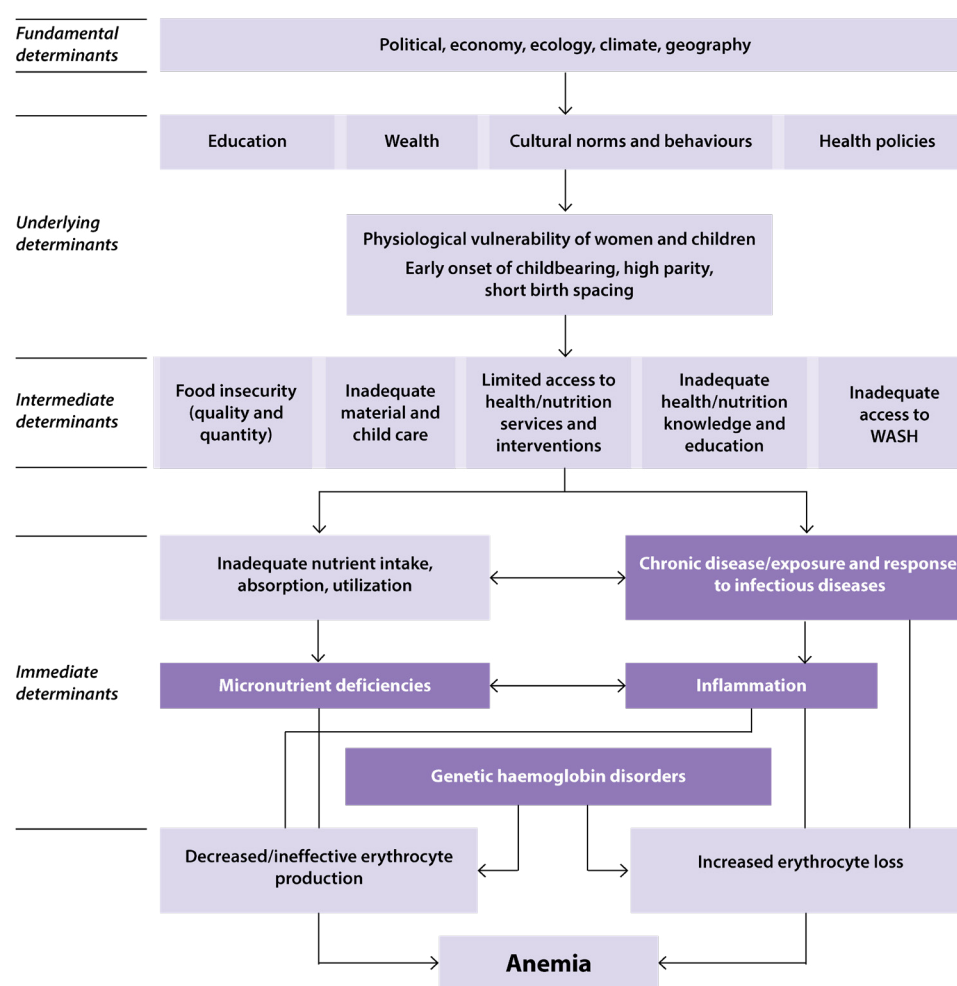 Fundamental
determinants
Political, economy, ecology, climate, geography
Education
Wealth
Cultural norms and behaviours
Health policies
Underlying
determinants
Physiological vulnerability of women and children
Early onset of childbearing, high parity,
short birth spacing
Intermediate
determinants
Food insecurity
(quality and
quantity)
Inadequate
material and
child care
Limited access to
health/nutrition
services and
interventions
Inadequate
health/nutrition
knowledge and
education
Inadequate
access to
WASH
Inadequate nutrient intake,
absorption, utilization
Chronic disease/exposure and response
to infectious diseases
Immediate
determinants
Micronutrient deficiencies
Inflammation
Genetic haemoglobin disorders
Decreased/ineffective erythrocyte
production
Increased erythrocyte loss
Anemia